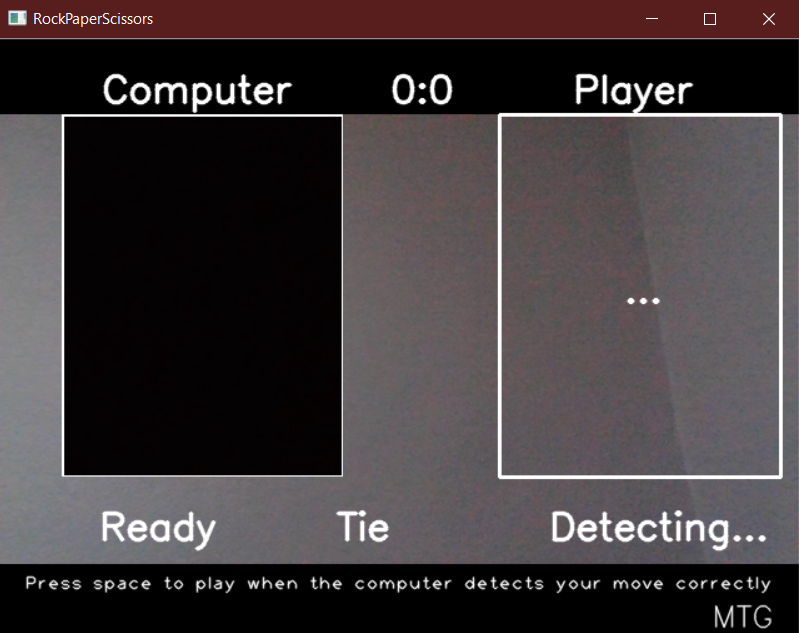 RockPaperScissors
Computer 0:0 Player
...
Ready Tie Detecting...
Press space to play when the computer detects your move correctly
MTG